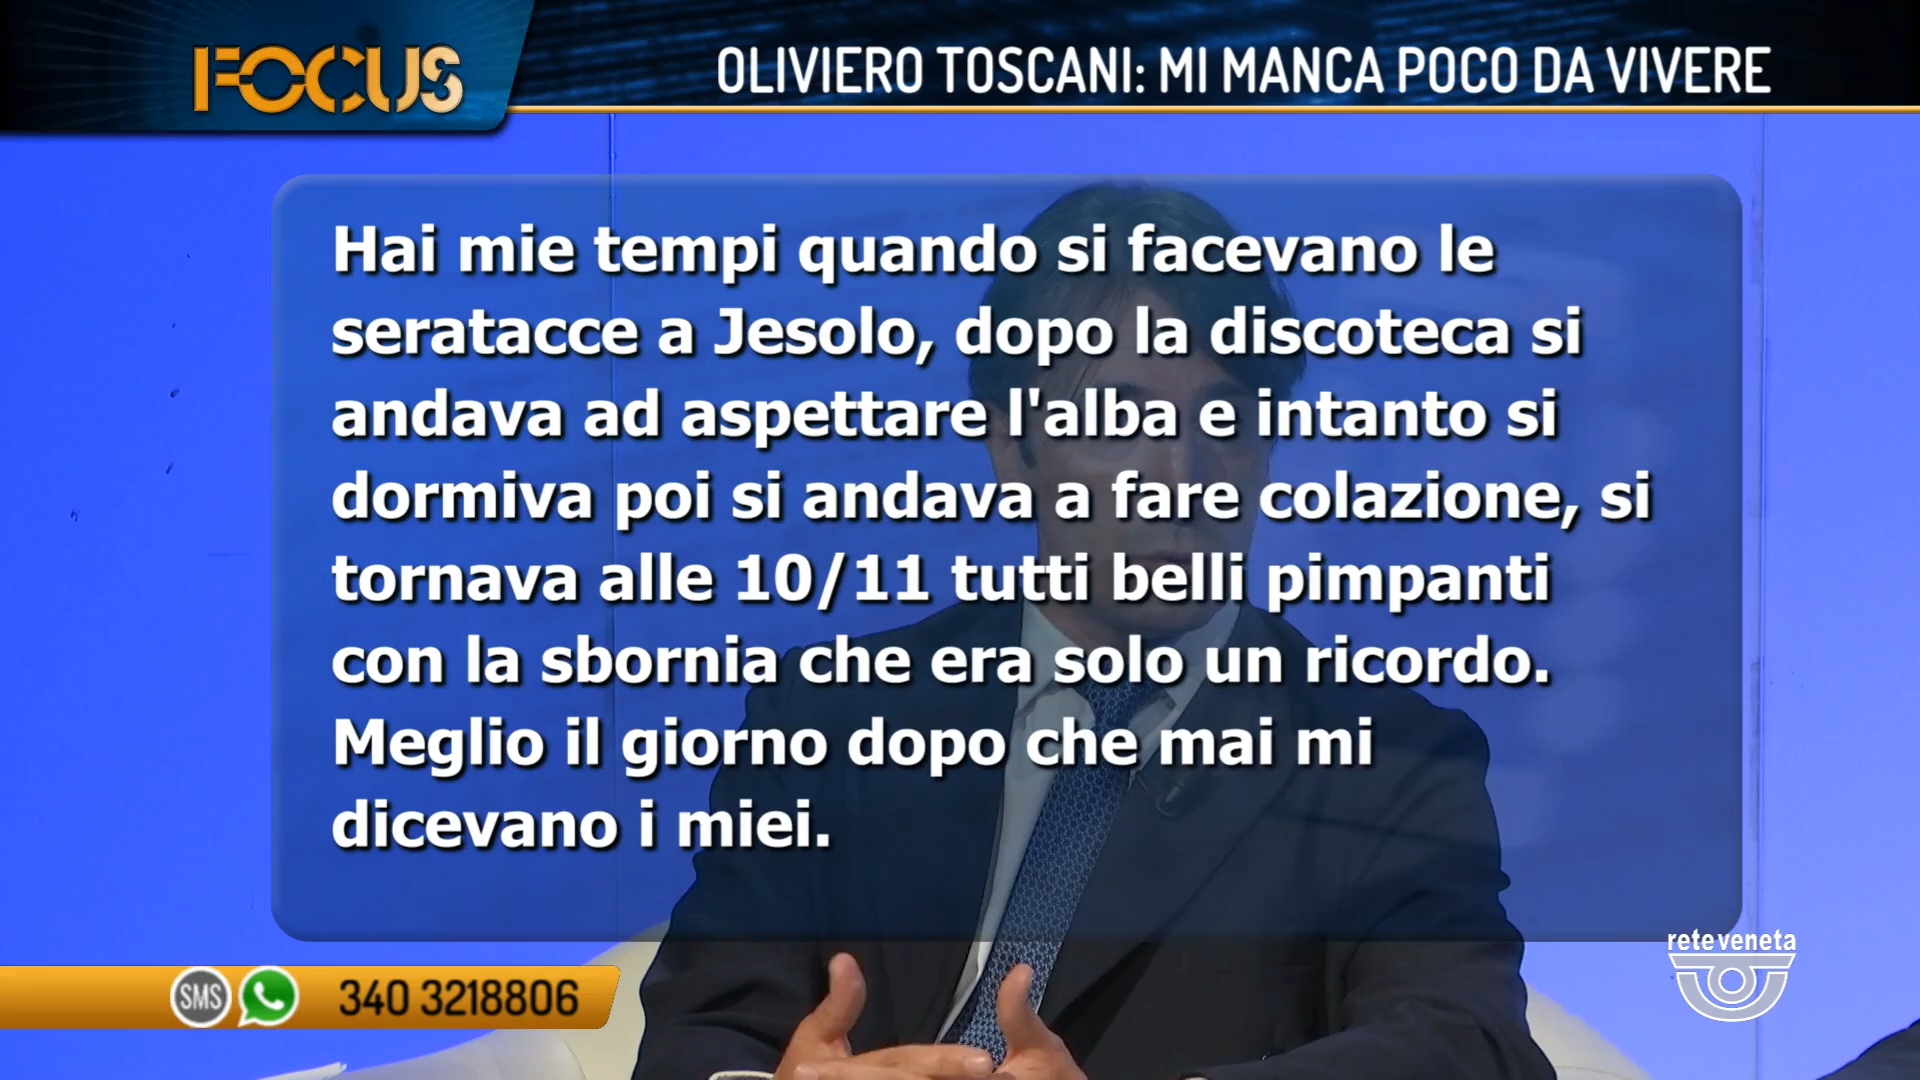 FOCUS
OLIVIERO TOSCANI: MI MANCA POCO DA VIVERE
Hai mie tempi quando si facevano le
seratacce a Jesolo, dopo la discoteca si
andava ad aspettare l'alba e intanto si
dormiva poi si andava a fare colazione, si
tornava alle 10/11 tutti belli pimpanti
con la sbornia che era solo un ricordo.
Meglio il giorno dopo che mai mi
dicevano i miei.
reteveneta
SMS 340 3218806